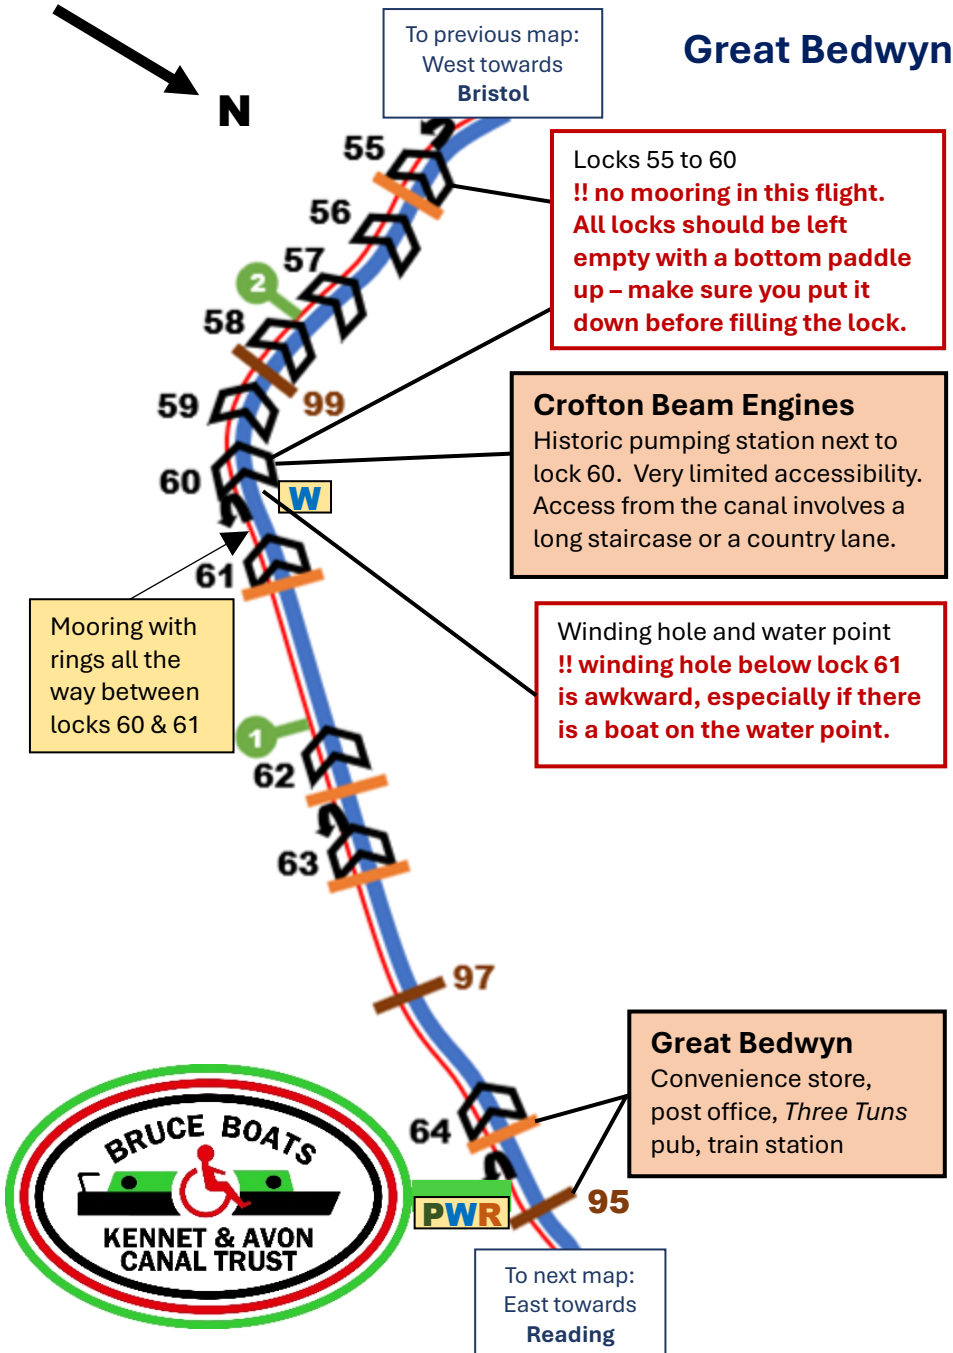 To previous map:
West towards
Bristol
Great Bedwyn
N
55
Locks 55 to 60
!! no mooring in this flight.
All locks should be left
empty with a bottom paddle
up – make sure you put it
down before filling the lock.
56
57
2
58
99
59
Crofton Beam Engines
Historic pumping station next to
lock 60. Very limited accessibility.
Access from the canal involves a
long staircase or a country lane.
60
W
61
Mooring with
rings all the
way between
locks 60 & 61
Winding hole and water point
!! winding hole below lock 61
is awkward, especially if there
is a boat on the water point.
1
62
63
97
Great Bedwyn
Convenience store,
post office, Three Tuns
pub, train station
64
BRUCE BOATS
KENNET & AVON
CANAL TRUST
PWR
95
To next map:
East towards
Reading